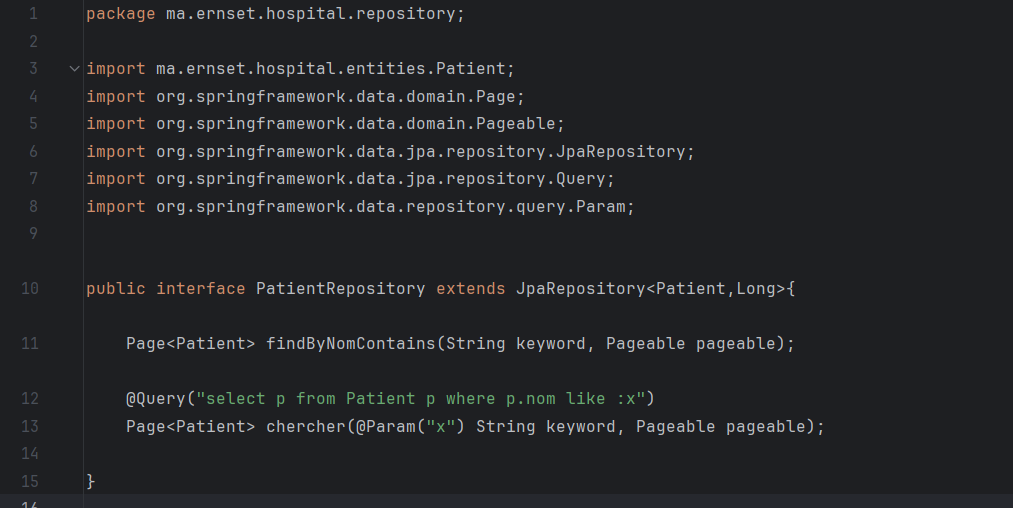 1 package ma.ernset.hospital.repository;
2
3 import ma.ernset.hospital.entities.Patient;
4 import org.springframework.data.domain.Page;
5 import org.springframework.data.domain.Pageable;
6 import org.springframework.data.jpa.repository.JpaRepository;
7 import org.springframework.data.jpa.repository.Query;
8 import org.springframework.data.repository.query.Param;
9
10 public interface PatientRepository extends JpaRepository<Patient,Long>{
11 Page<Patient> findByNomContains(String keyword, Pageable pageable);
12 @Query("select p from Patient p where p.nom like :x")
13 Page<Patient> chercher(@Param("x") String keyword, Pageable pageable);
14
15 }
16